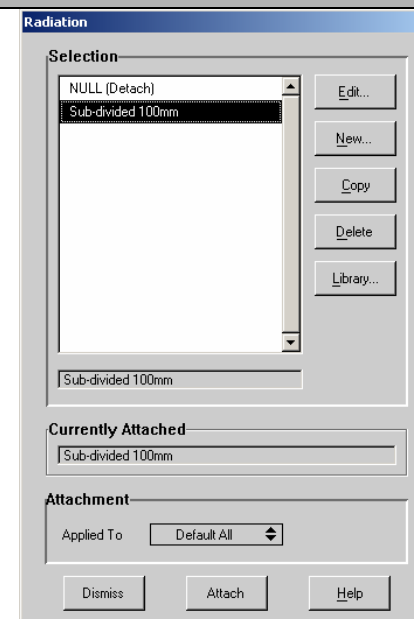 Radiation
Selection
NULL (Detach)
Sub-divided 100mm
Edit...
New...
Copy
Delete
Library...
Sub-divided 100mm
Currently Attached
Sub-divided 100mm
Attachment
Applied To Default All
Dismiss Attach Help